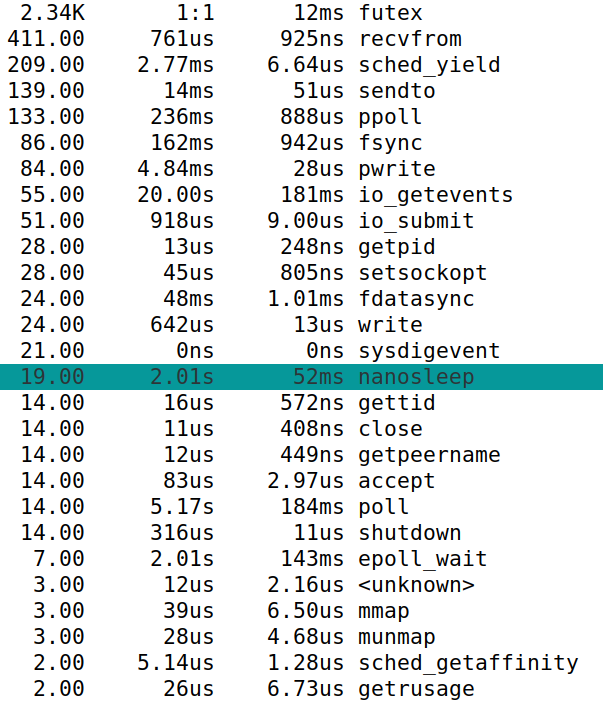 2.34K 1:1 12ms futex
411.00 761us 925ns recvfrom
209.00 2.77ms 6.64us sched_yield
139.00 14ms 51us sendto
133.00 236ms 888us ppoll
86.00 162ms 942us fsync
84.00 4.84ms 28us pwrite
55.00 20.00s 181ms io_getevents
51.00 918us 9.00us io_submit
28.00 13us 248ns getpid
28.00 45us 805ns setsockopt
24.00 48ms 1.01ms fdatasync
24.00 642us 13us write
21.00 0ns 0ns sysdigevent
19.00 2.01s 52ms nanosleep
14.00 16us 572ns gettid
14.00 11us 408ns close
14.00 12us 449ns getpeername
14.00 83us 2.97us accept
14.00 5.17s 184ms poll
14.00 316us 11us shutdown
7.00 2.01s 143ms epoll_wait
3.00 12us 2.16us <unknown>
3.00 39us 6.50us mmap
3.00 28us 4.68us munmap
2.00 5.14us 1.28us sched_getaffinity
2.00 26us 6.73us getrusage